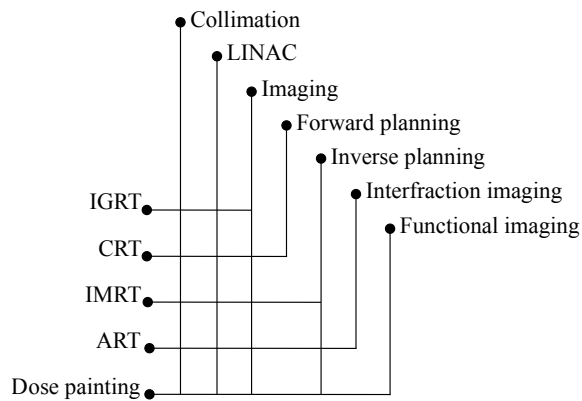 Collimation
LINAC
Imaging
Forward planning
Inverse planning
Interfraction imaging
IGRT
Functional imaging
CRT
IMRT
ART
Dose painting